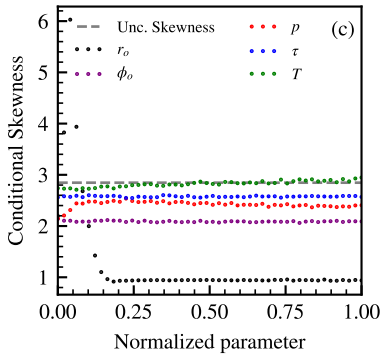 Unc. Skewness
r_o
ϕ_o
p
τ
T
(c)
Conditional Skewness
6
5
4
3
2
1
0.00
0.25
0.50
0.75
1.00
Normalized parameter